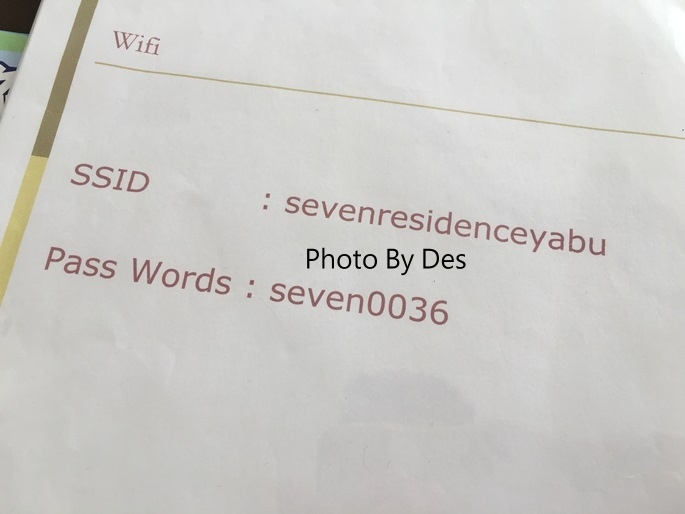 Wifi
SSID : sevenresidenceyabu
Photo By Des
Pass Words : seven0036